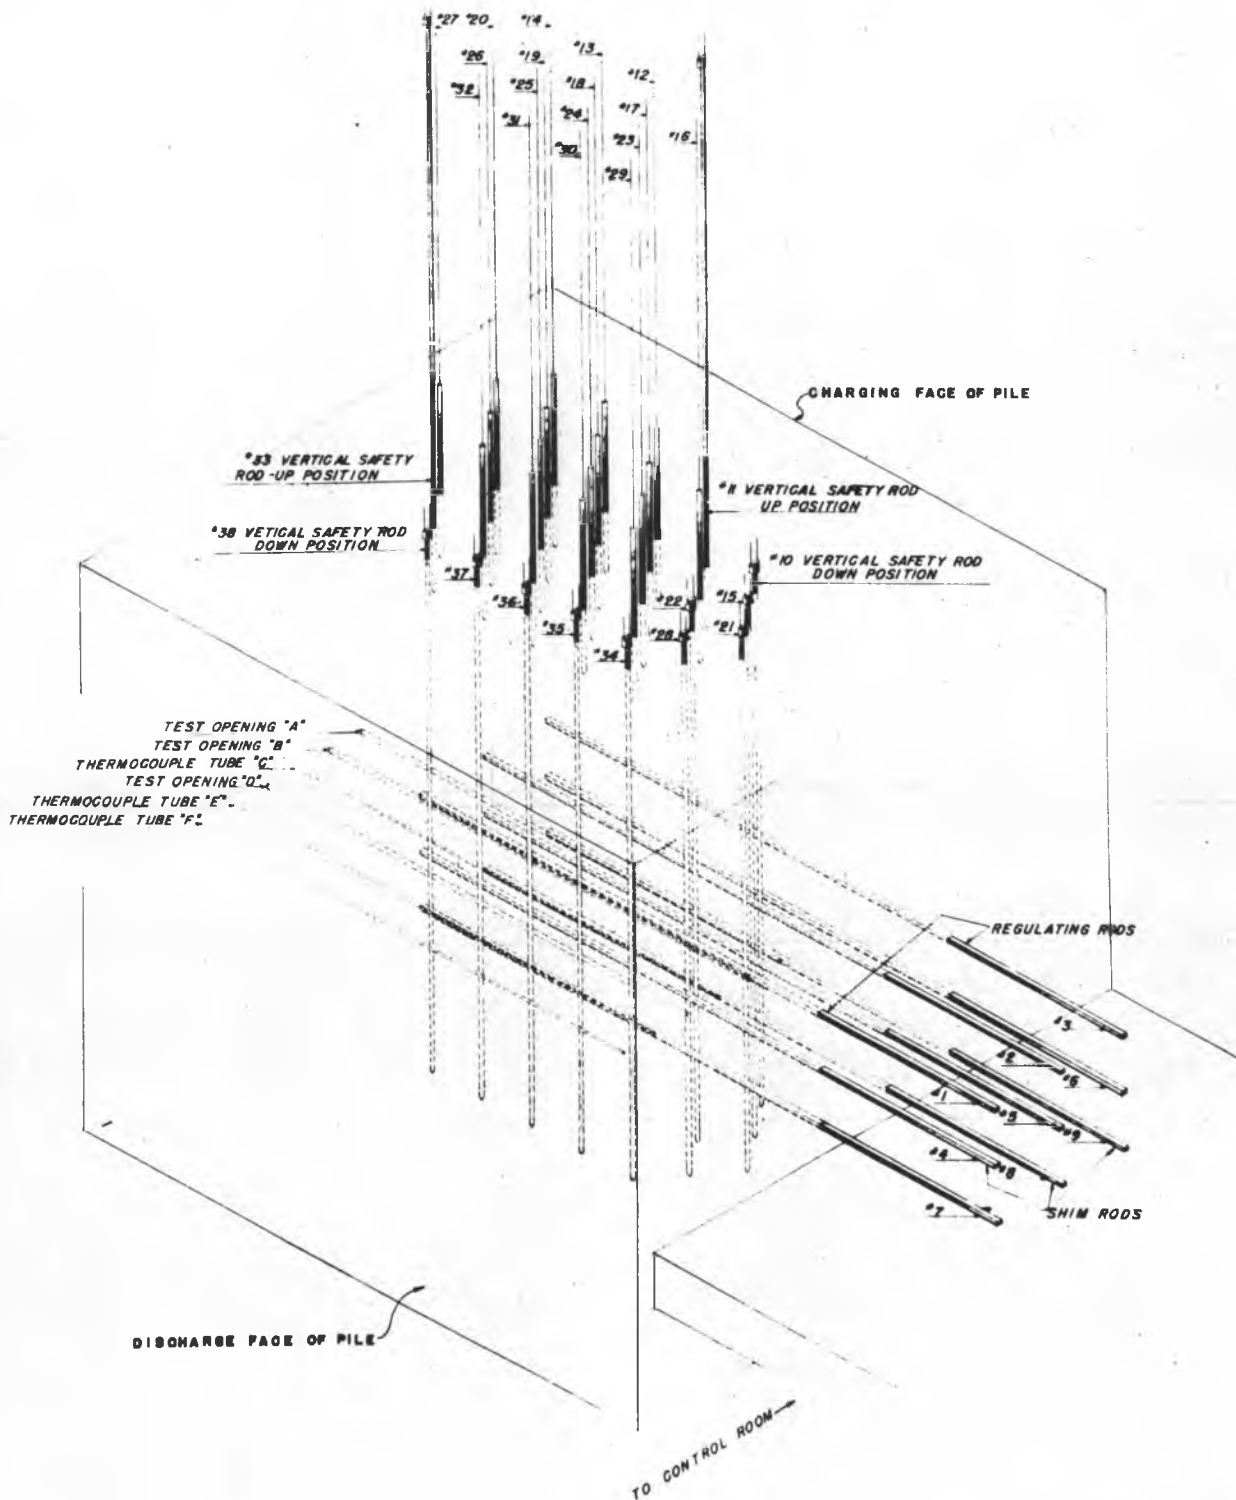 #27 #20 #14
#13
#26 #19
#12
#32 #25 #18
#31 #24 #17
#30 #23 #16
#29
CHARGING FACE OF PILE
#33 VERTICAL SAFETY
ROD-UP POSITION
#11 VERTICAL SAFETY ROD
UP POSITION
#38 VETICAL SAFETY ROD
DOWN POSITION
#10 VERTICAL SAFETY ROD
DOWN POSITION
#37
#36
#22 #15
#35
#28 #21
#34
TEST OPENING "A"
TEST OPENING "B"
THERMOCOUPLE TUBE "C"
TEST OPENING "D"
THERMOCOUPLE TUBE "E"
THERMOCOUPLE TUBE "F"
REGULATING RODS
#3
#2
#6
#1
#5
#9
#4
#8
#7
SHIM RODS
DISCHARGE FACE OF PILE
TO CONTROL ROOM